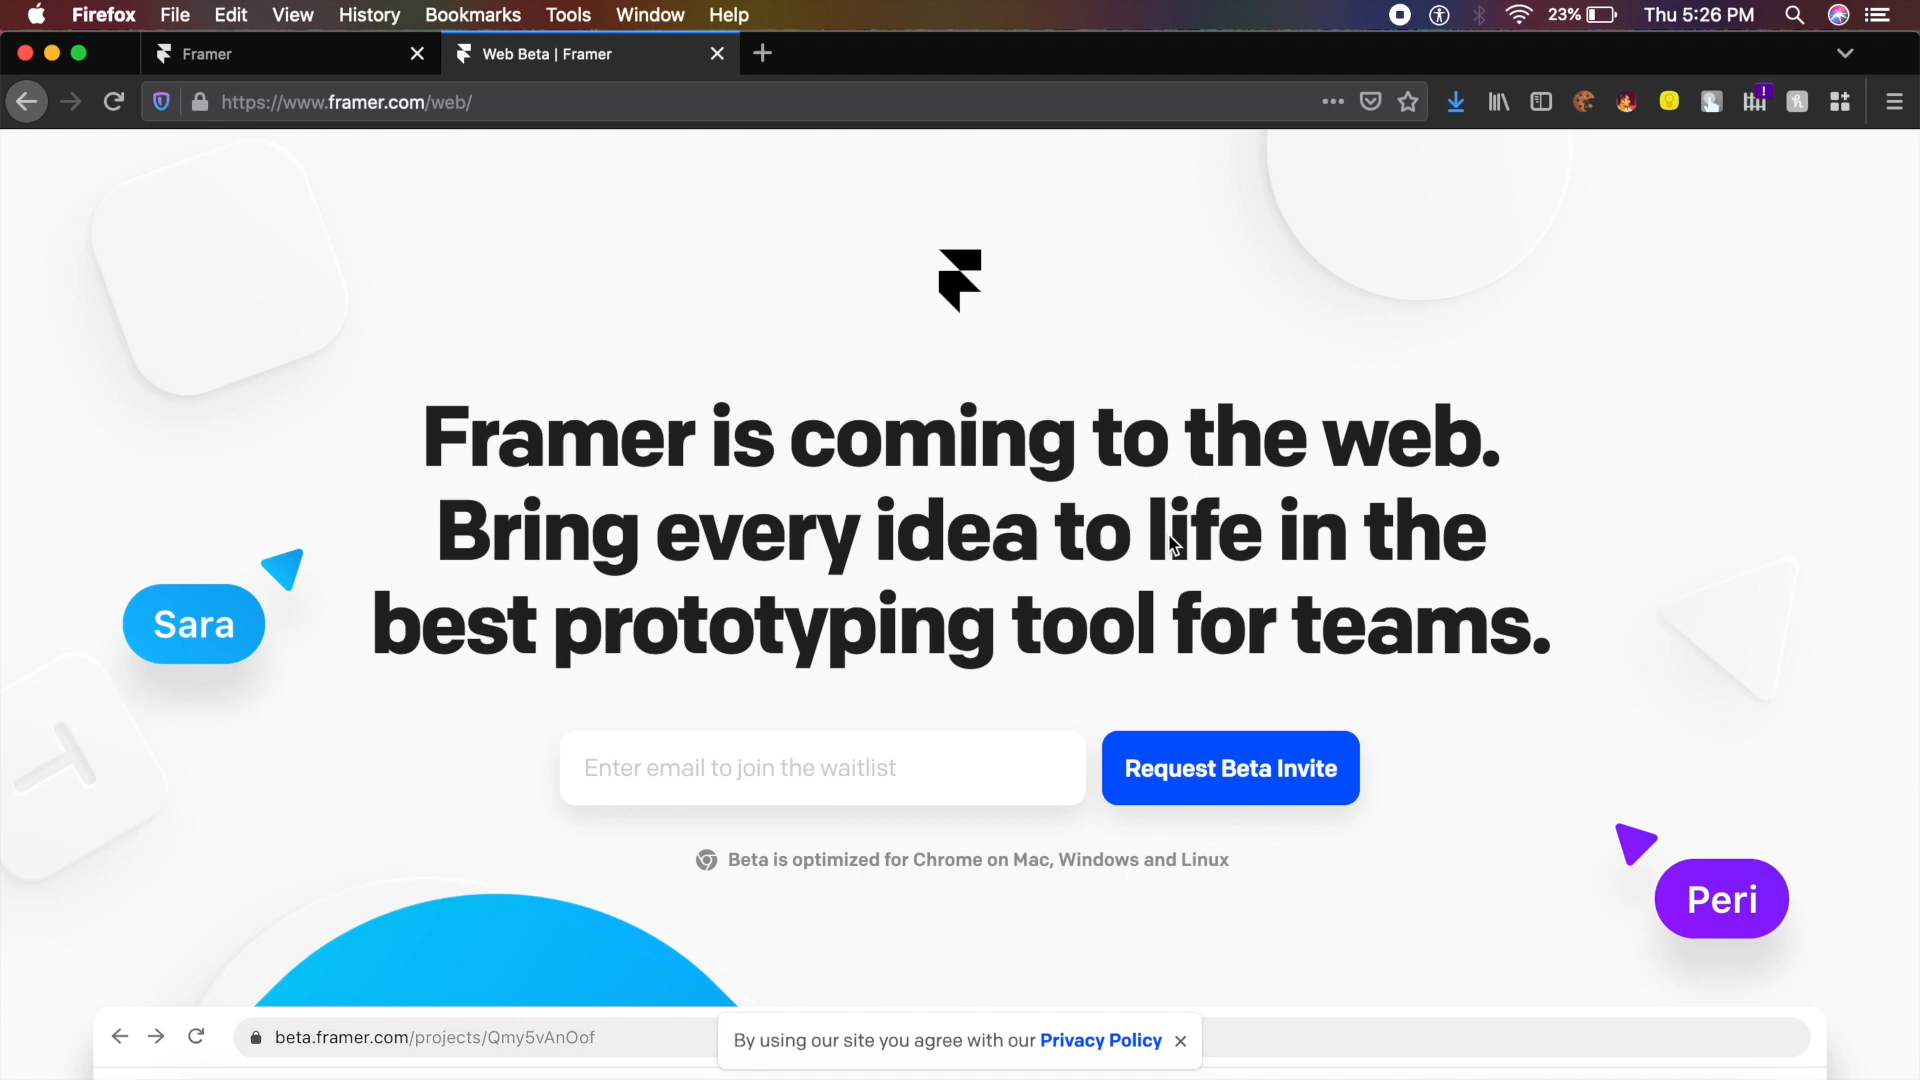 Firefox File Edit View History Bookmarks Tools Window Help 23% Thu 5:26 PM
Framer Web Beta | Framer
https://www.framer.com/web/
Framer is coming to the web.
Bring every idea to life in the
best prototyping tool for teams.
Sara
Enter email to join the waitlist Request Beta Invite
Beta is optimized for Chrome on Mac, Windows and Linux
Peri
beta.framer.com/projects/Qmy5vAnOof
By using our site you agree with our Privacy Policy